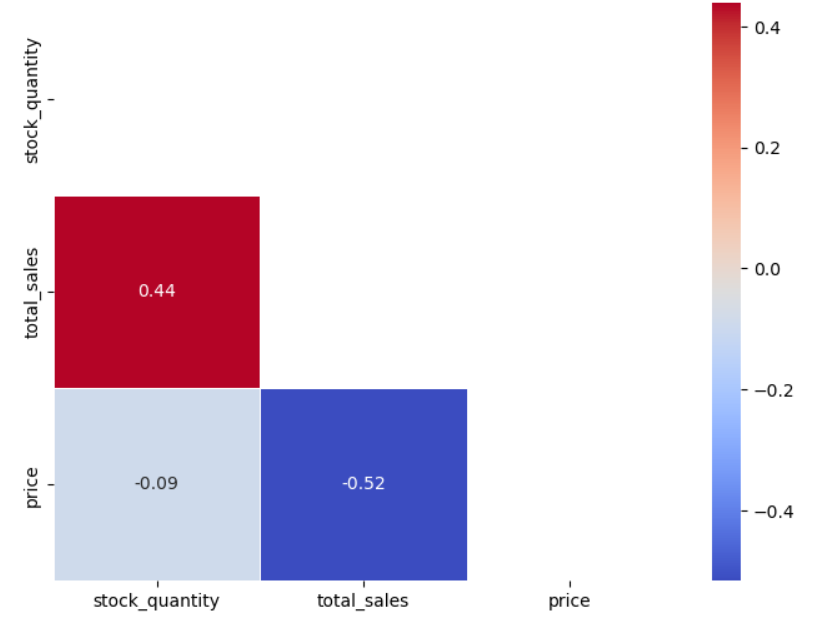 stock_quantity
total_sales
price
0.44
-0.09
-0.52
stock_quantity
total_sales
price
0.4
0.2
0.0
−0.2
−0.4